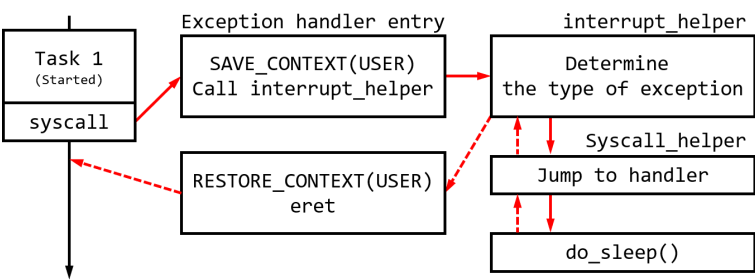 Exception handler entry
interrupt_helper
Task 1
(Started)
syscall
SAVE_CONTEXT(USER)
Call interrupt_helper
Determine
the type of exception
Syscall_helper
Jump to handler
RESTORE_CONTEXT(USER)
eret
do_sleep()